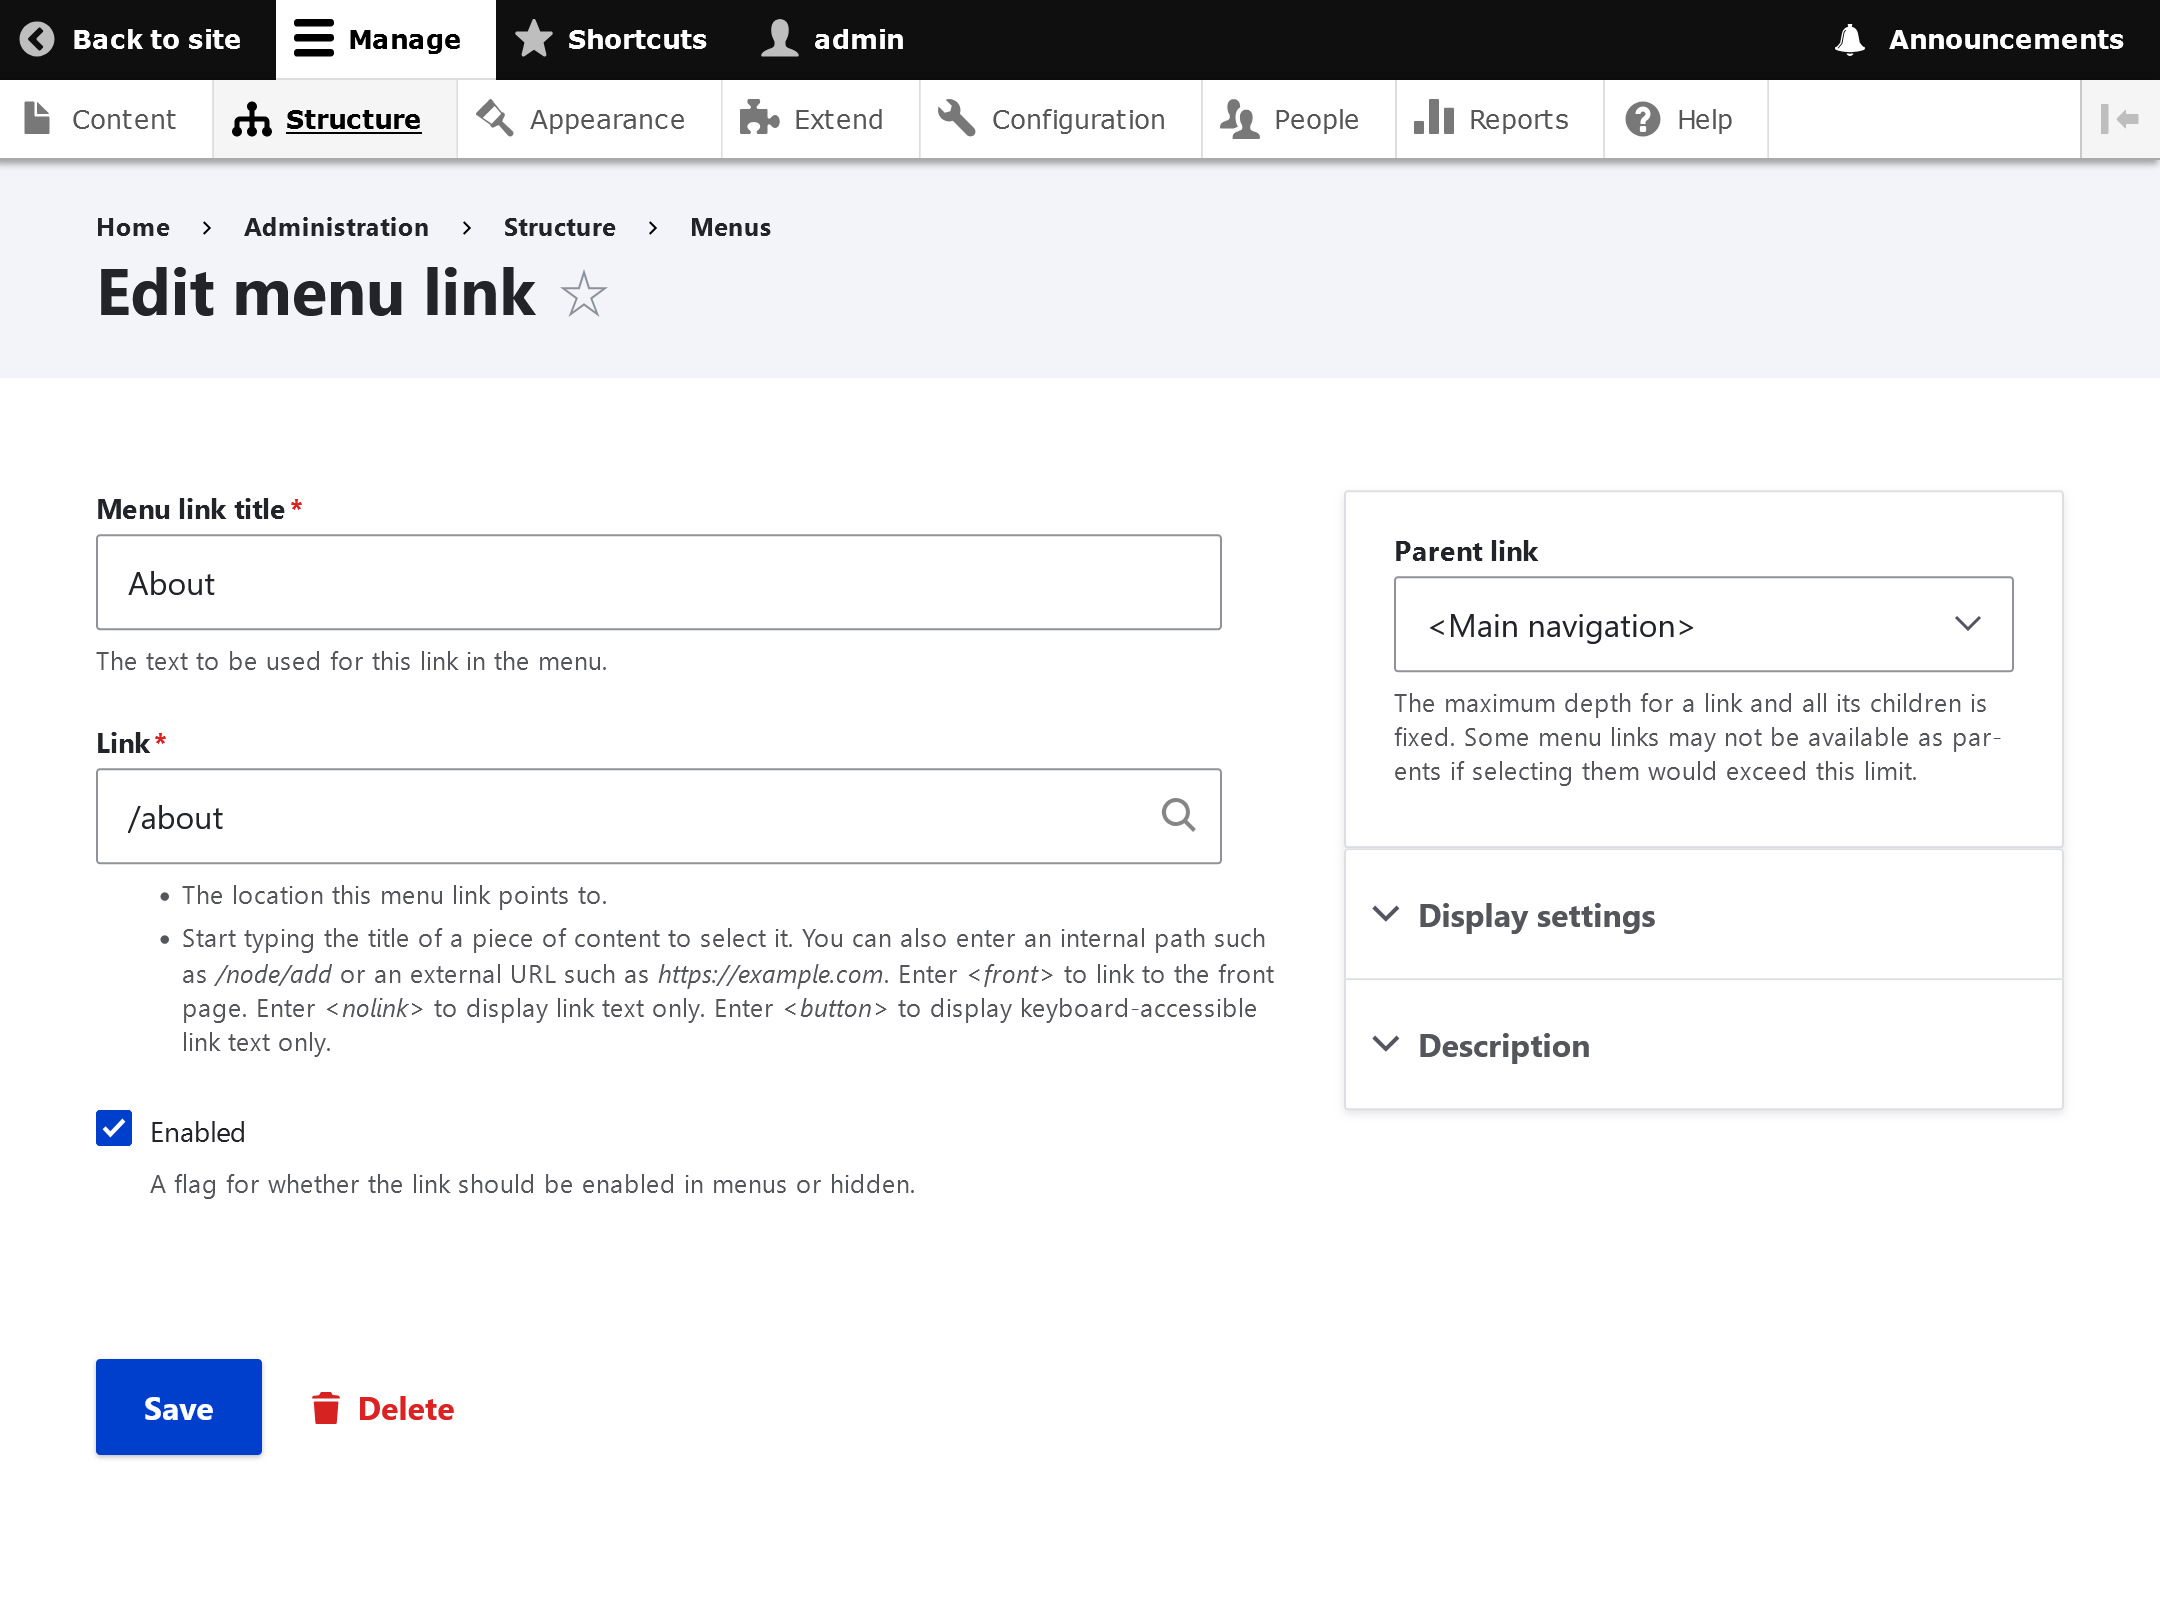 Back to site
Manage
Shortcuts
admin
Announcements
Content
Structure
Appearance
Extend
Configuration
People
Reports
Help
Home
Administration
Structure
Menus
Edit menu link
Menu link title*
About
The text to be used for this link in the menu.
Link*
/about
The location this menu link points to.
Start typing the title of a piece of content to select it. You can also enter an internal path such
as /node/add or an external URL such as https://example.com. Enter <front> to link to the front
page. Enter <nolink> to display link text only. Enter <button> to display keyboard-accessible
link text only.
Enabled
A flag for whether the link should be enabled in menus or hidden.
Save
Delete
Parent link
<Main navigation>
The maximum depth for a link and all its children is
fixed. Some menu links may not be available as par-
ents if selecting them would exceed this limit.
Display settings
Description